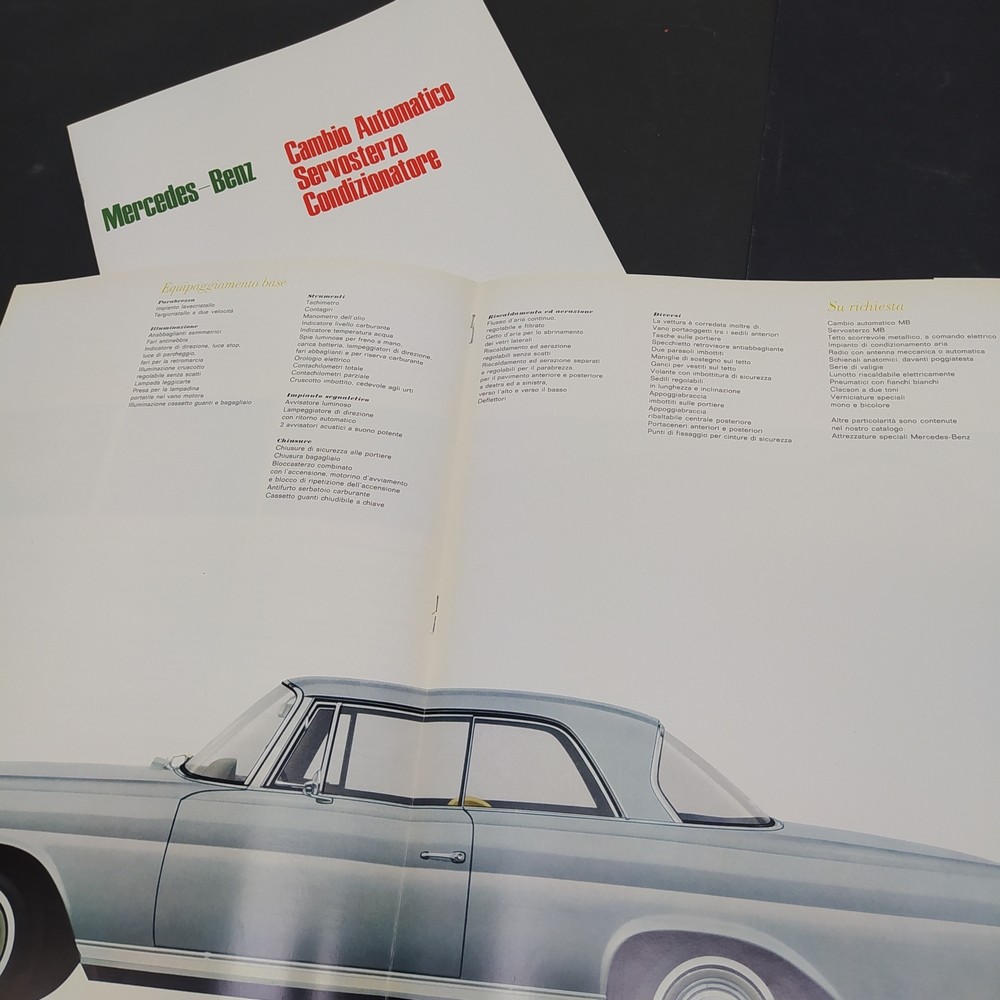 Mercedes-Benz
Cambio Automatico
Servosterzo
Condizionatore
Equipaggiamento base
Parabrezza
Impianto lavacristallo
Tergicristallo a due velocità
Illuminazione
Anabbaglianti asimmetrici
Fari antinebbia
Indicatore di direzione, luce stop,
luce di parcheggio,
fari per la retromarcia
Illuminazione cruscotto
regolabile senza scatti
Lampada leggicarte
Presa per la lampadina
portatile nel vano motore
Illuminazione cassetto guanti e bagagliaio
Strumenti
Tachimetro
Contagiri
Manometro dell'olio
Indicatore livello carburante
Indicatore temperatura acqua
Spie luminose per freno a mano,
carica batteria, lampeggiatori di direzione,
fari abbaglianti e per riserva carburante
Orologio elettrico
Contachilometri totale
Contachilometri parziale
Cruscotto imbottito, cedevole agli urti
Impianto segnaletico
Avvisatore luminoso
Lampeggiatore di direzione
con ritorno automatico
2 avvisatori acustici a suono potente
Chiusure
Chiusure di sicurezza alle portiere
Chiusura bagagliaio
Bloccasterzo combinato
con l'accensione, motorino d'avviamento
e blocco di ripetizione dell'accensione
Antifurto serbatoio carburante
Cassetto guanti chiudibile a chiave
Riscaldamento ed aerazione
Flusso d'aria continuo,
regolabile e filtrato
Getto d'aria per lo sbrinamento
dei vetri laterali
Riscaldamento ed aerazione
regolabili senza scatti
Riscaldamento ed aerazione separati
e regolabili per il parabrezza
per il pavimento anteriore e posteriore
a destra ed a sinistra,
verso l'alto e verso il basso
Deflettori
Diversi
La vettura è corredata inoltre di:
Vano portaoggetti tra i sedili anteriori
Tasche sulle portiere
Specchietto retrovisore antiabbagliante
Due parasoli imbottiti
Maniglie di sostegno sul tetto
Ganci per vestiti sul tetto
Volante con imbottitura di sicurezza
Sedili regolabili
in lunghezza e inclinazione
Appoggiabraccia
imbottiti sulle portiere
Appoggiabraccia
ribaltabile centrale posteriore
Portaceneri anteriori e posteriori
Punti di fissaggio per cinture di sicurezza
Su richiesta
Cambio automatico MB
Servosterzo MB
Tetto scorrevole metallico, a comando elettrico
Impianto di condizionamento aria
Radio con antenna meccanica o automatica
Schienali anatomici davanti poggiatesta
Serie di valigie
Lunotto riscaldabile elettricamente
Pneumatici con fianchi bianchi
Clacson a due toni
Verniciature speciali
mono e bicolore
Altre particolarità sono contenute
nel nostro catalogo:
Attrezzature speciali Mercedes-Benz